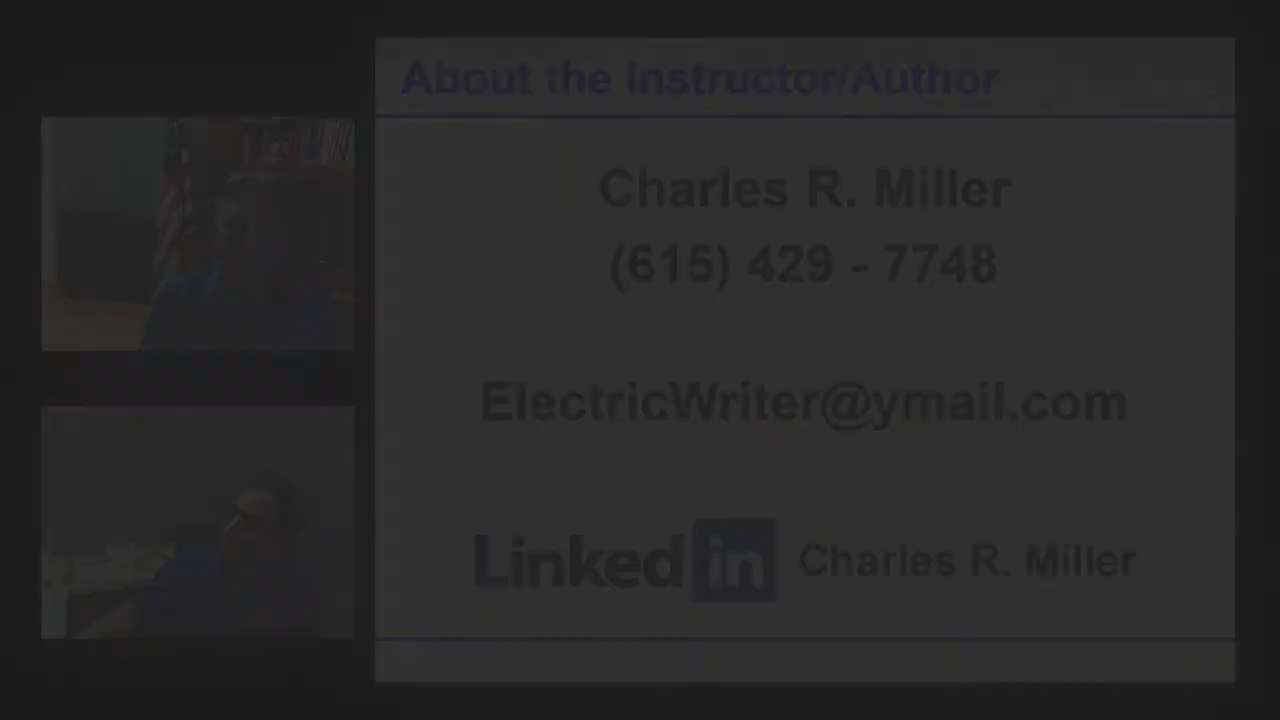 About the Instructor/Author
Charles R. Miller
(615) 429 - 7748
ElectricWriter@ymail.com
Linked in Charles R. Miller